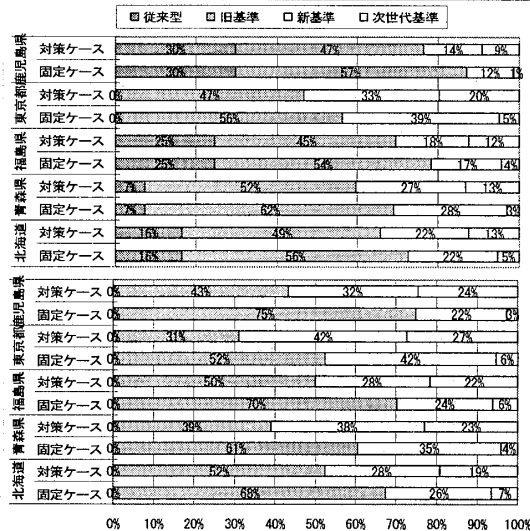 従来型 旧基準 新基準 次世代基準
鹿児島県
対策ケース 30% 47% 14% 9%
固定ケース 30% 57% 12% 1%
東京都
対策ケース 0% 47% 33% 20%
固定ケース 0% 56% 39% 5%
福島県
対策ケース 25% 45% 18% 12%
固定ケース 25% 54% 17% 4%
青森県
対策ケース 7% 52% 27% 13%
固定ケース 7% 62% 28% 3%
北海道
対策ケース 16% 49% 22% 13%
固定ケース 16% 56% 22% 5%
鹿児島県
対策ケース 0% 43% 32% 24%
固定ケース 0% 75% 22% 3%
東京都
対策ケース 0% 31% 42% 27%
固定ケース 0% 52% 42% 6%
福島県
対策ケース 0% 50% 28% 22%
固定ケース 0% 70% 24% 6%
青森県
対策ケース 0% 39% 38% 23%
固定ケース 0% 61% 35% 4%
北海道
対策ケース 0% 52% 28% 19%
固定ケース 0% 68% 26% 7%
0% 10% 20% 30% 40% 50% 60% 70% 80% 90% 100%